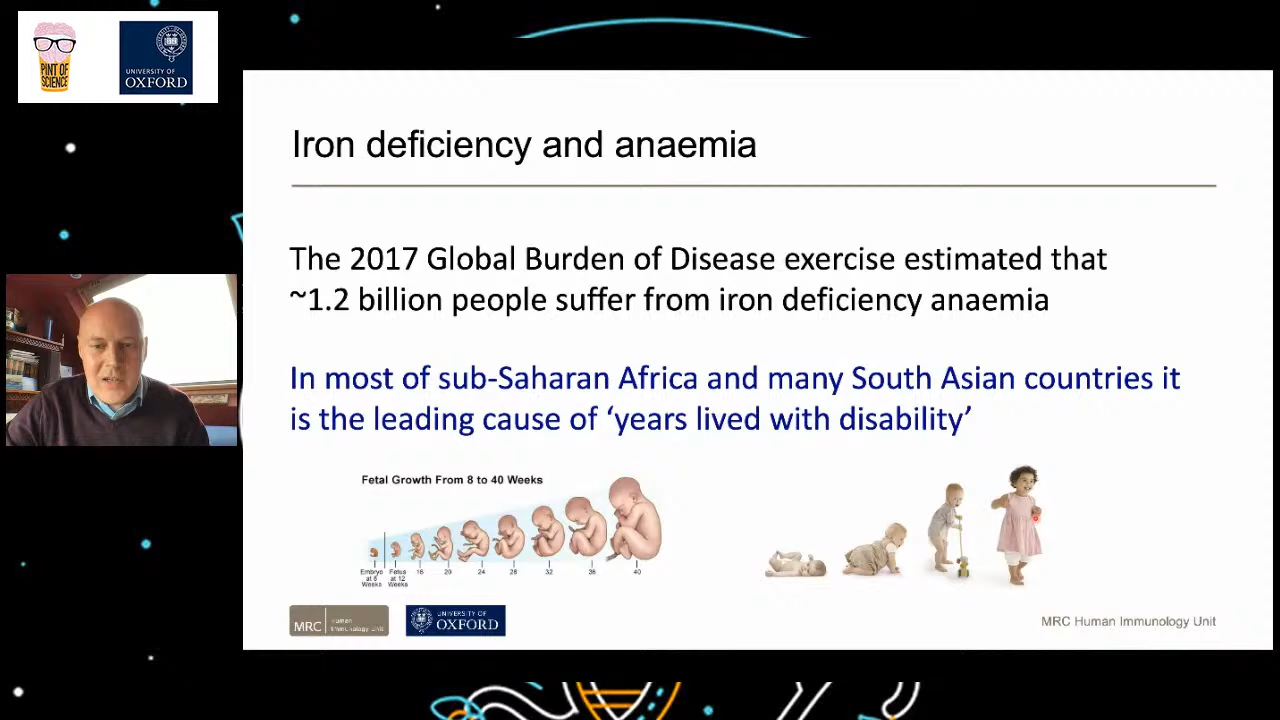 PINT OF
SCIENCE
UNIVERSITY OF
OXFORD
Iron deficiency and anaemia
The 2017 Global Burden of Disease exercise estimated that
~1.2 billion people suffer from iron deficiency anaemia
In most of sub-Saharan Africa and many South Asian countries it
is the leading cause of ‘years lived with disability’
Fetal Growth From 8 to 40 Weeks
Embryo
at 8
Weeks
Fetus
at 12
Weeks
16 20 24 28 32 36 40
MRC
Human
Immunology Unit
UNIVERSITY OF
OXFORD
MRC Human Immunology Unit